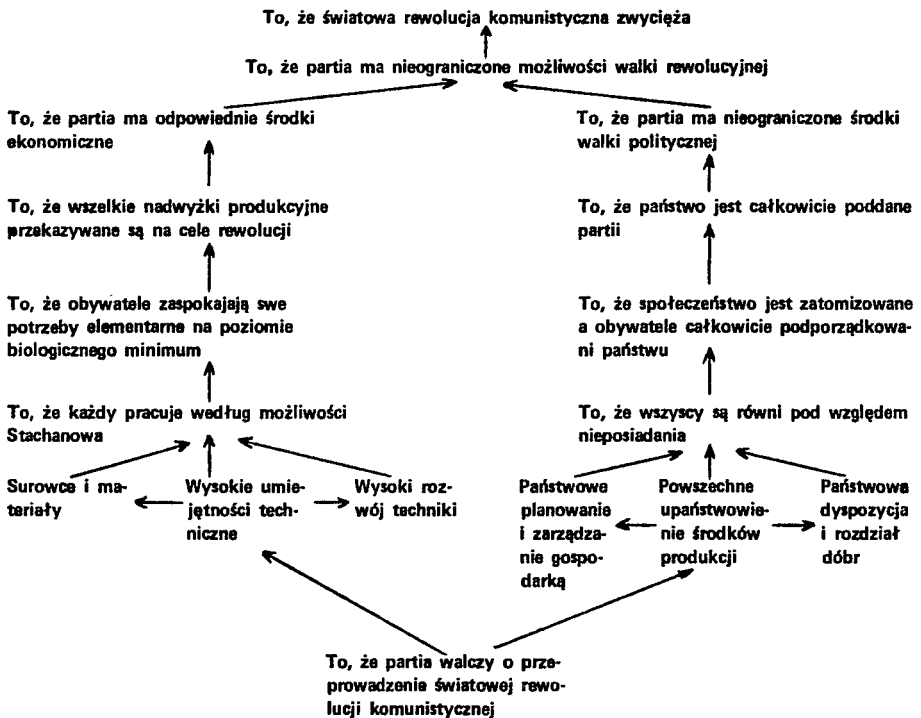 To, że światowa rewolucja komunistyczna zwycięża
To, że partia ma nieograniczone możliwości walki rewolucyjnej
To, że partia ma odpowiednie środki
ekonomiczne
To, że partia ma nieograniczone środki
walki politycznej
To, że wszelkie nadwyżki produkcyjne
przekazywane są na cele rewolucji
To, że państwo jest całkowicie poddane
partii
To, że obywatele zaspokajają swe
potrzeby elementarne na poziomie
biologicznego minimum
To, że społeczeństwo jest zatomizowane
a obywatele całkowicie podporządkowa-
ni państwu
To, że każdy pracuje według możliwości
Stachanowa
To, że wszyscy są równi pod względem
nieposiadania
Surowce i ma-
teriały
Wysokie umie-
jętności tech-
niczne
Wysoki roz-
wój techniki
Państwowe
planowanie
i zarządza-
nie gospo-
darką
Powszechne
upaństwowie-
nie środków
produkcji
Państwowa
dyspozycja
i rozdział
dóbr
To, że partia walczy o prze-
prowadzenie światowej rewo-
lucji komunistycznej